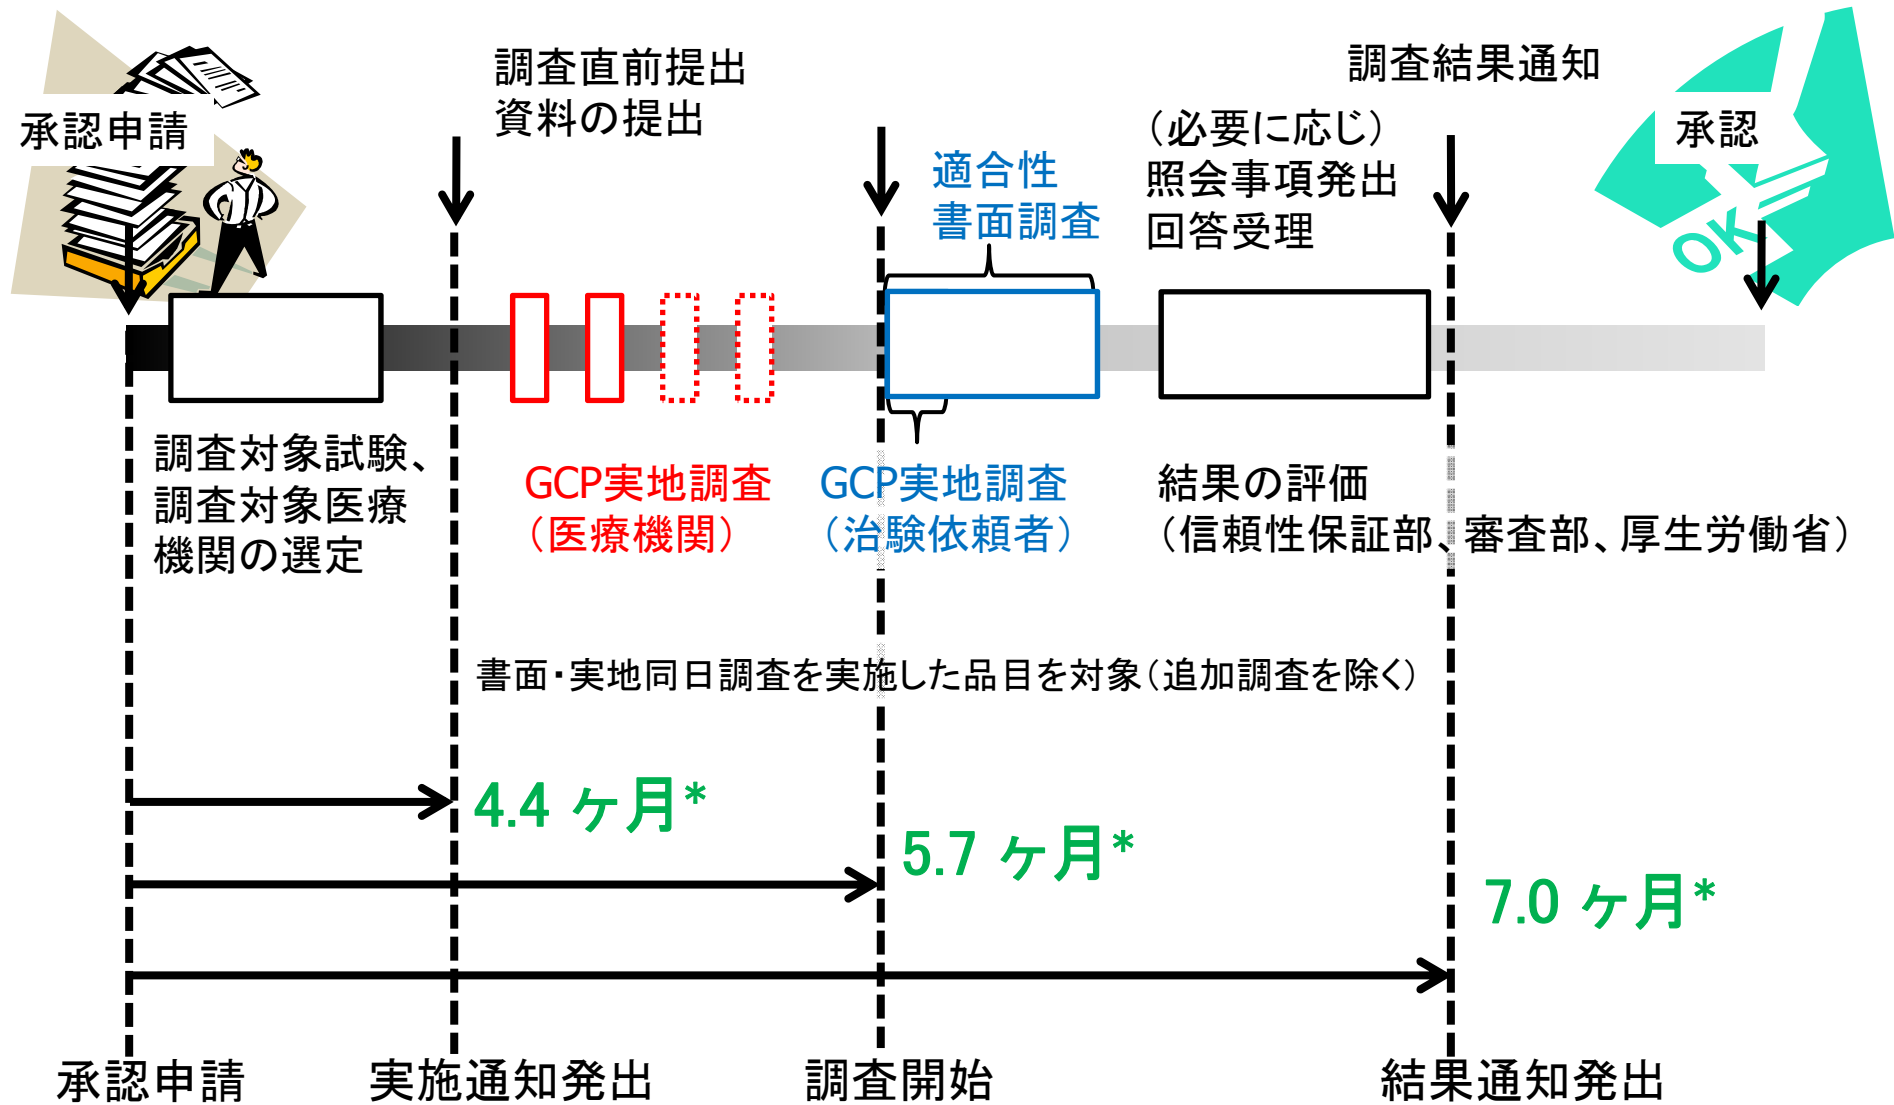 承認申請
調査直前提出
資料の提出
適合性
書面調査
(必要に応じ)
照会事項発出
回答受理
調査結果通知
承認
OK
調査対象試験、
調査対象医療
機関の選定
GCP実地調査
(医療機関)
GCP実地調査
(治験依頼者)
結果の評価
(信頼性保証部、審査部、厚生労働省)
書面・実地同日調査を実施した品目を対象(追加調査を除く)
4.4 ヶ月*
5.7 ヶ月*
7.0 ヶ月*
承認申請
実施通知発出
調査開始
結果通知発出